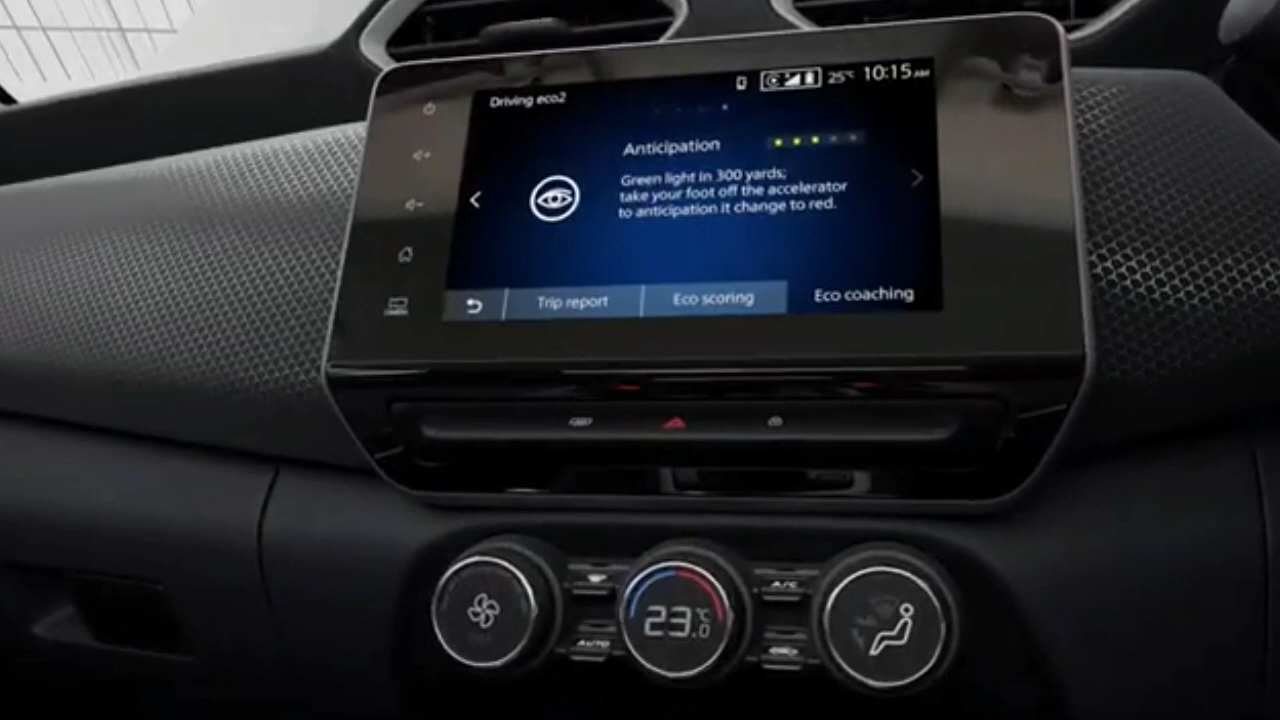 Driving eco2
25°C 10:15 AM
Anticipation
Green light in 300 yards;
take your foot off the accelerator
to anticipation it change to red.
Trip report
Eco scoring
Eco coaching
A/C
23.0 °C
AUTO